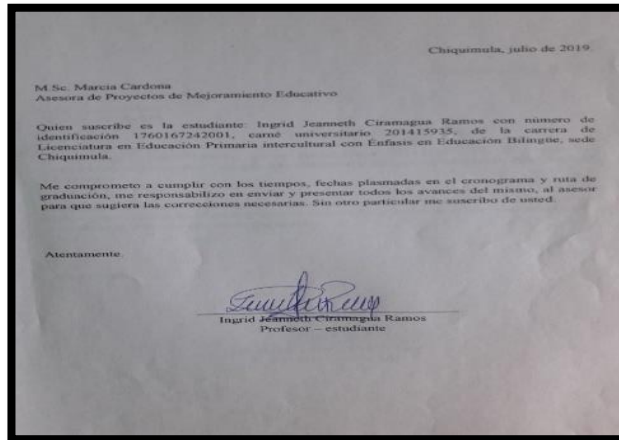 Chiquimula, julio de 2019.
M.Sc. Marcia Cardona
Asesora de Proyectos de Mejoramiento Educativo
Quien suscribe es la estudiante: Ingrid Jeanneth Ciramagua Ramos con número de
identificación 1760167242001, carné universitario 201415935, de la carrera de
Licenciatura en Educación Primaria intercultural con Énfasis en Educación Bilingüe, sede
Chiquimula.
Me comprometo a cumplir con los tiempos, fechas plasmadas en el cronograma y ruta de
graduación, me responsabilizo en enviar y presentar todos los avances del mismo, al asesor
para que sugiera las correcciones necesarias. Sin otro particular me suscribo de usted.
Atentamente.
Ingrid Jeanneth Ciramagua Ramos
Profesor – estudiante